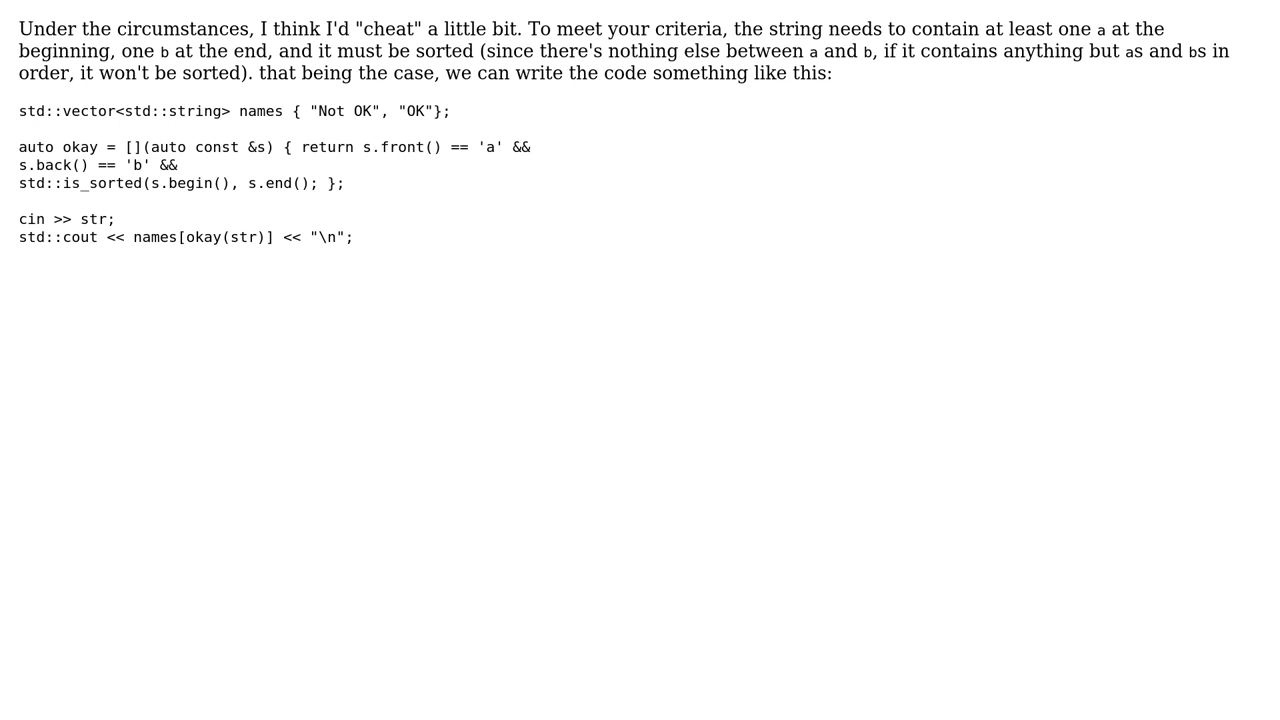 Under the circumstances, I think I'd "cheat" a little bit. To meet your criteria, the string needs to contain at least one a at the
beginning, one b at the end, and it must be sorted (since there's nothing else between a and b, if it contains anything but as and bs in
order, it won't be sorted). that being the case, we can write the code something like this:
std::vector<std::string> names { "Not OK", "OK"};
auto okay = [](auto const &s) { return s.front() == 'a' &&
s.back() == 'b' &&
std::is_sorted(s.begin(), s.end(); };
cin >> str;
std::cout << names[okay(str)] << "\n";